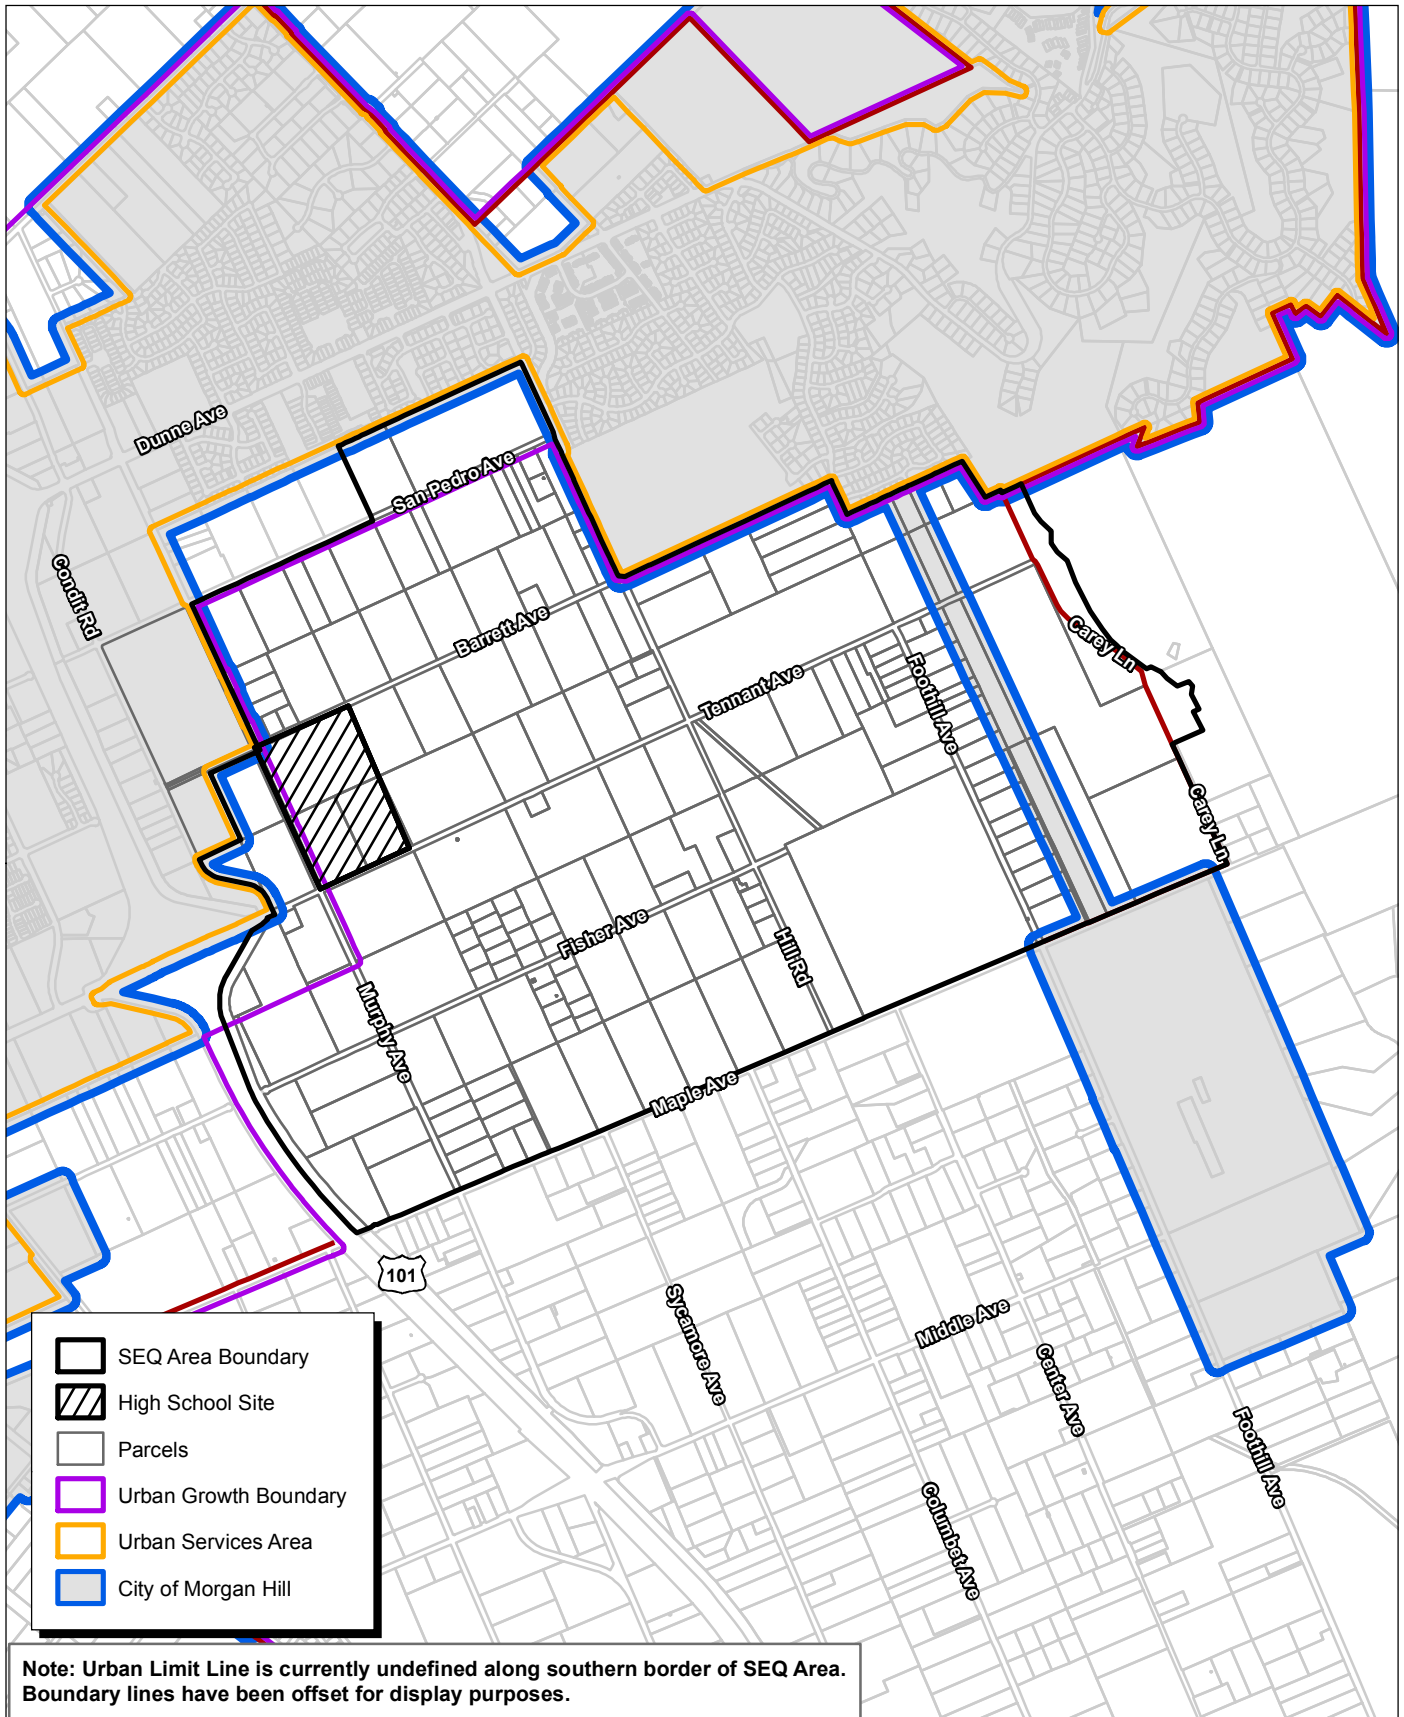 Dunne Ave
San Pedro Ave
Condit Rd
Barrett Ave
Carey Ln
Tennant Ave
Foothill Ave
Carey Ln
Fisher Ave
Hill Rd
Murphy Ave
Maple Ave
101
Sycamore Ave
Middle Ave
Center Ave
Foothill Ave
Columbet Ave
SEQ Area Boundary
High School Site
Parcels
Urban Growth Boundary
Urban Services Area
City of Morgan Hill
Note: Urban Limit Line is currently undefined along southern border of SEQ Area.
Boundary lines have been offset for display purposes.